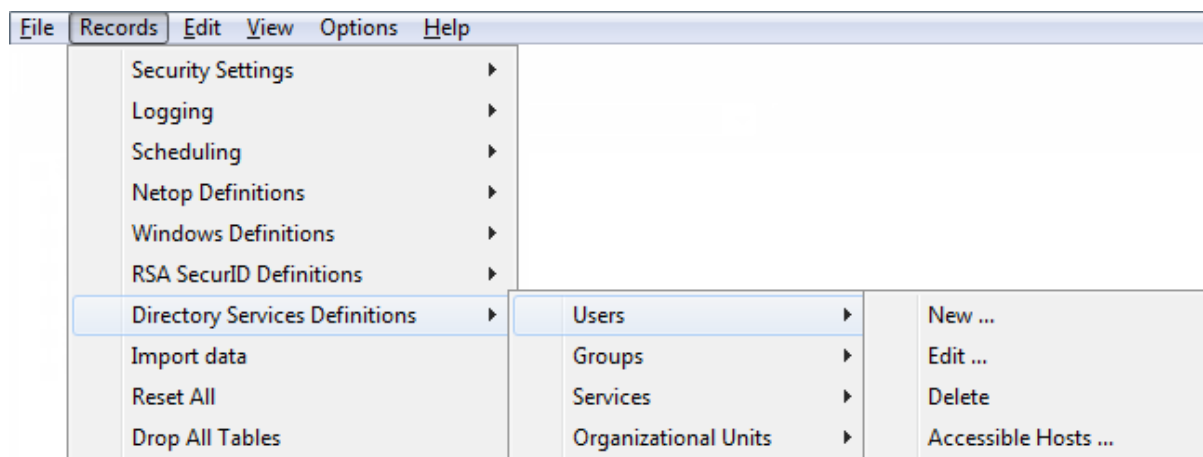 File Records Edit View Options Help
Security Settings
Logging
Scheduling
Netop Definitions
Windows Definitions
RSA SecurID Definitions
Directory Services Definitions Users New ...
Import data Groups Edit ...
Reset All Services Delete
Drop All Tables Organizational Units Accessible Hosts ...